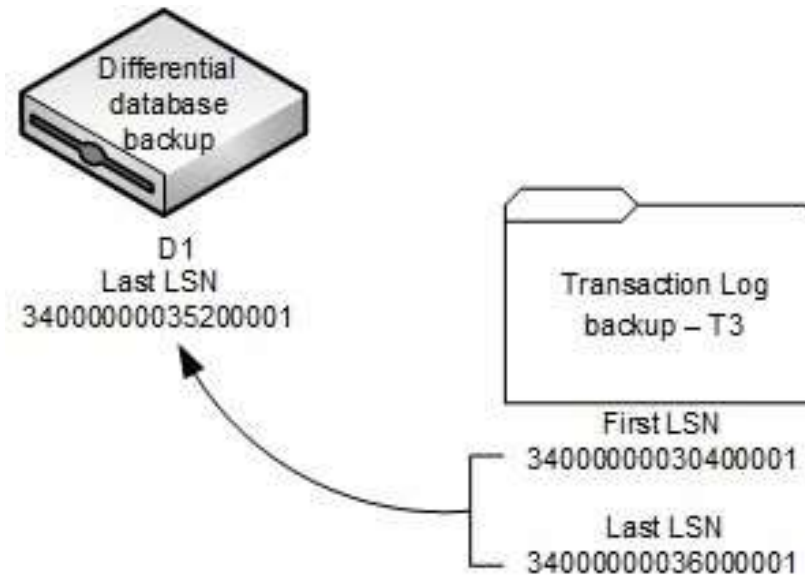 Differential
database
backup
D1
Last LSN
34000000035200001
Transaction Log
backup – T3
First LSN
34000000030400001
Last LSN
34000000036000001